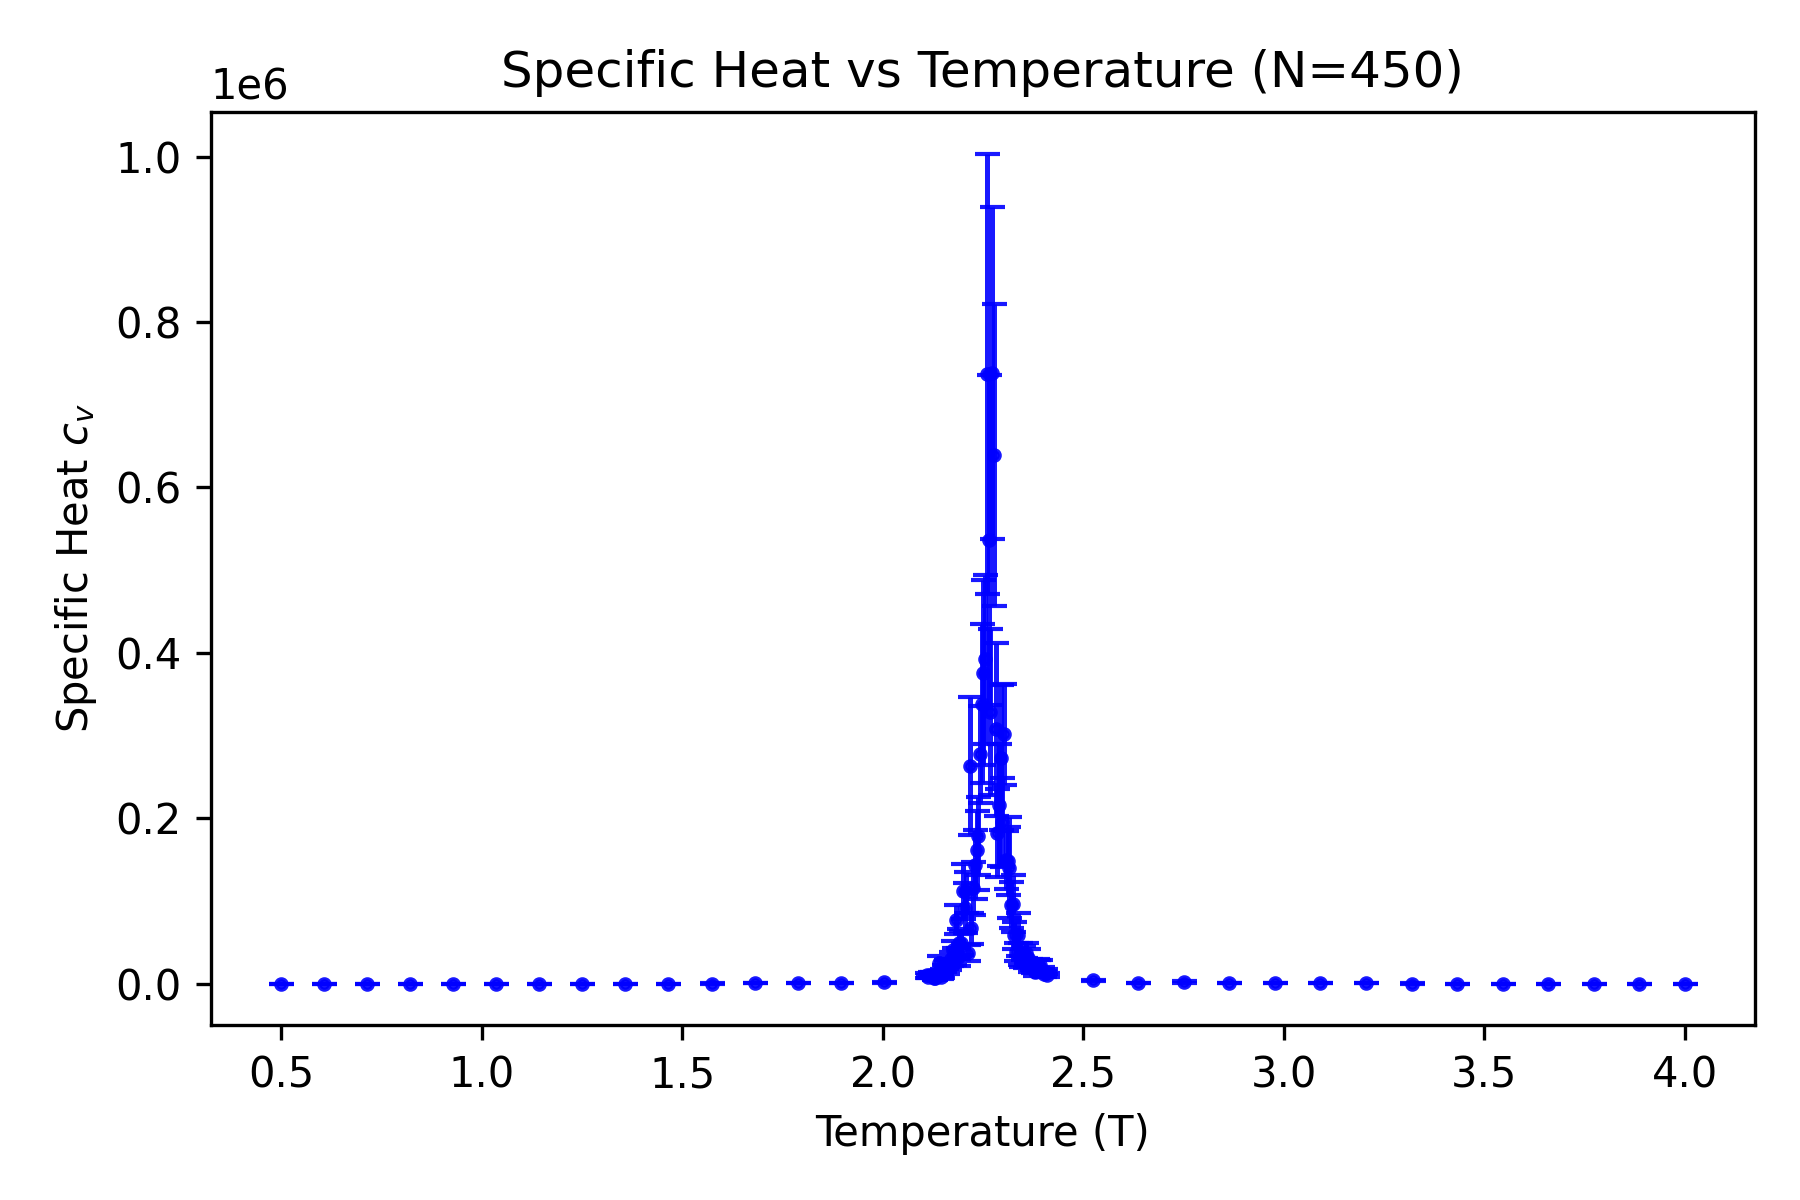 Specific Heat vs Temperature (N=450)
1e6
1.0
0.8
0.6
0.4
0.2
0.0
Specific Heat cᵥ
0.5 1.0 1.5 2.0 2.5 3.0 3.5 4.0
Temperature (T)